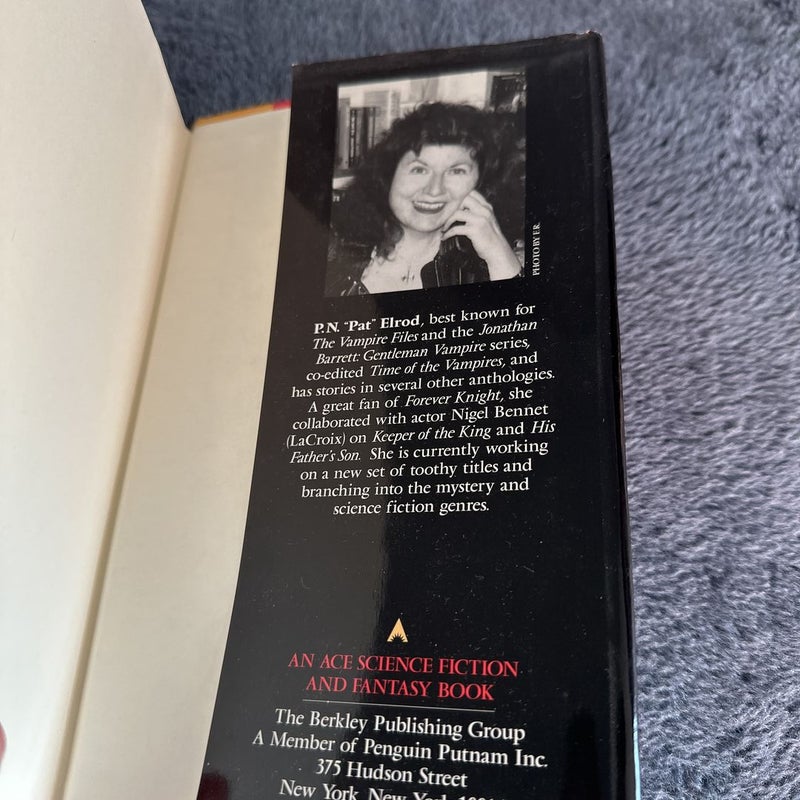 PHOTO BY E.R.
P.N. "Pat" Elrod, best known for
The Vampire Files and the Jonathan
Barrett: Gentleman Vampire series,
co-edited Time of the Vampires, and
has stories in several other anthologies.
A great fan of Forever Knight, she
collaborated with actor Nigel Bennet
(LaCroix) on Keeper of the King and His
Father's Son. She is currently working
on a new set of toothy titles and
branching into the mystery and
science fiction genres.
AN ACE SCIENCE FICTION
AND FANTASY BOOK
The Berkley Publishing Group
A Member of Penguin Putnam Inc.
375 Hudson Street
New York, New York